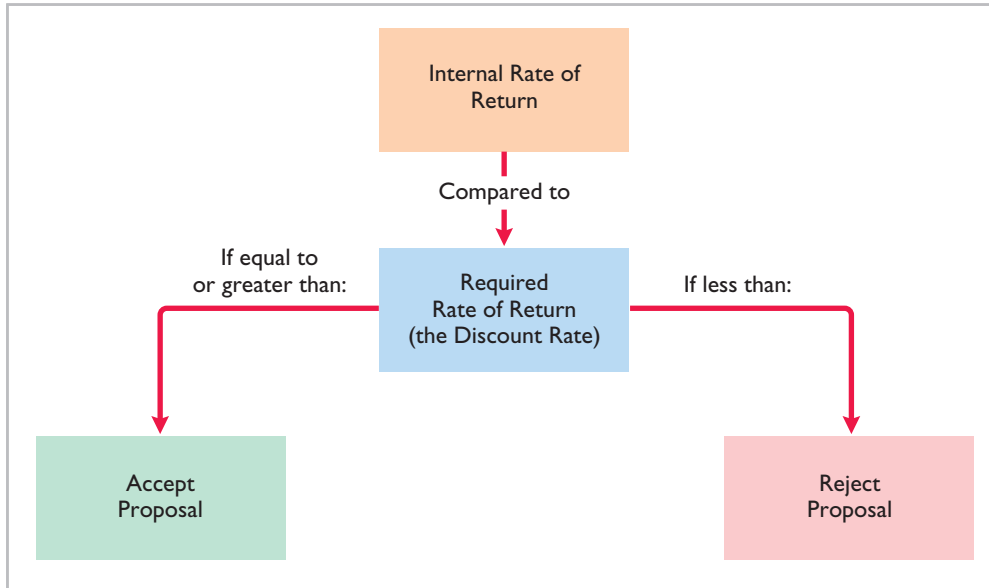 Internal Rate of
Return
Compared to
If equal to
or greater than:
Required
Rate of Return
(the Discount Rate)
If less than:
Accept
Proposal
Reject
Proposal